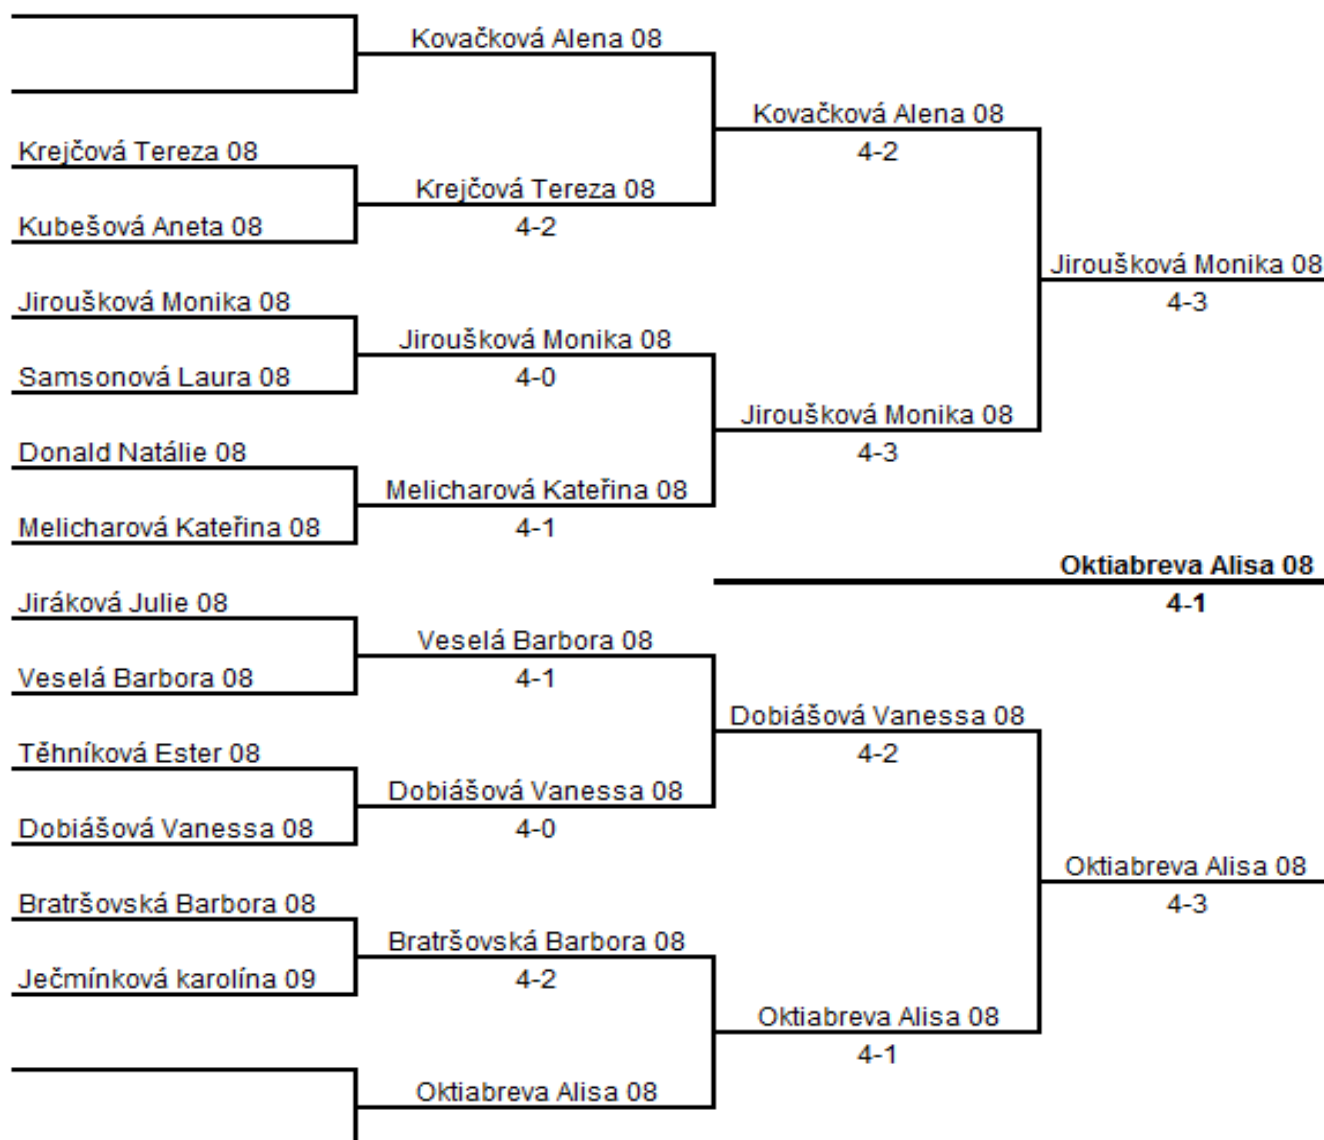 Kovačková Alena 08
Kovačková Alena 08
4-2
Krejčová Tereza 08
Krejčová Tereza 08
4-2
Kubešová Aneta 08
Jiroušková Monika 08
4-3
Jiroušková Monika 08
Jiroušková Monika 08
4-0
Samsonová Laura 08
Jiroušková Monika 08
4-3
Donald Natálie 08
Melicharová Kateřina 08
4-1
Melicharová Kateřina 08
Oktiabreva Alisa 08
4-1
Jiráková Julie 08
Veselá Barbora 08
4-1
Veselá Barbora 08
Dobiášová Vanessa 08
4-2
Těhníková Ester 08
Dobiášová Vanessa 08
4-0
Dobiášová Vanessa 08
Oktiabreva Alisa 08
4-3
Bratršovská Barbora 08
Bratršovská Barbora 08
4-2
Ječmínková karolína 09
Oktiabreva Alisa 08
4-1
Oktiabreva Alisa 08